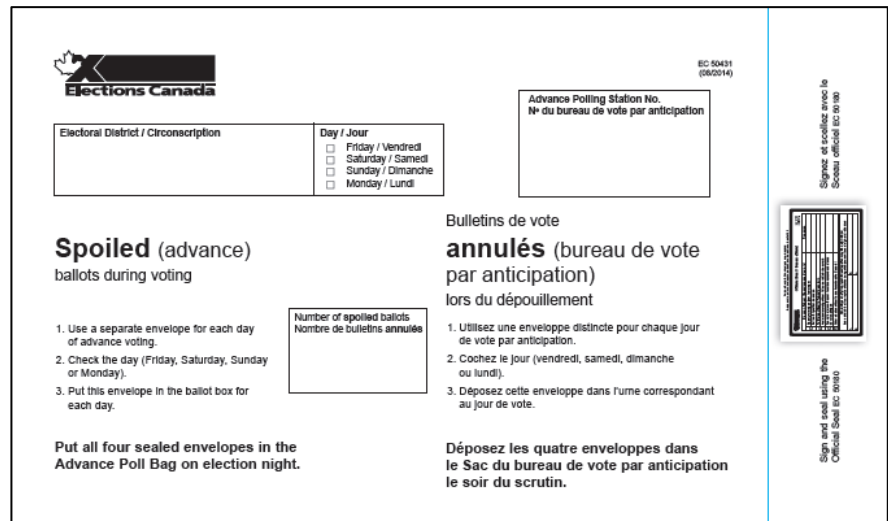 Elections Canada
EC 50431
(08/2014)
Advance Polling Station No.
Nº du bureau de vote par anticipation
Electoral District / Circonscription
Day / Jour
Friday / Vendredi
Saturday / Samedi
Sunday / Dimanche
Monday / Lundi
Spoiled (advance)
ballots during voting
1. Use a separate envelope for each day
of advance voting.
2. Check the day (Friday, Saturday, Sunday
or Monday).
3. Put this envelope in the ballot box for
each day.
Number of spoiled ballots
Nombre de bulletins annulés
Put all four sealed envelopes in the
Advance Poll Bag on election night.
Bulletins de vote
annulés (bureau de vote
par anticipation)
lors du dépouillement
1. Utilisez une enveloppe distincte pour chaque jour
de vote par anticipation.
2. Cochez le jour (vendredi, samedi, dimanche
ou lundi).
3. Déposez cette enveloppe dans l'urne correspondant
au jour de vote.
Déposez les quatre enveloppes dans
le Sac du bureau de vote par anticipation
le soir du scrutin.
Signez et scellez avec le
Sceau officiel EC 50180
Sign and seal using the
Official Seal EC 50180